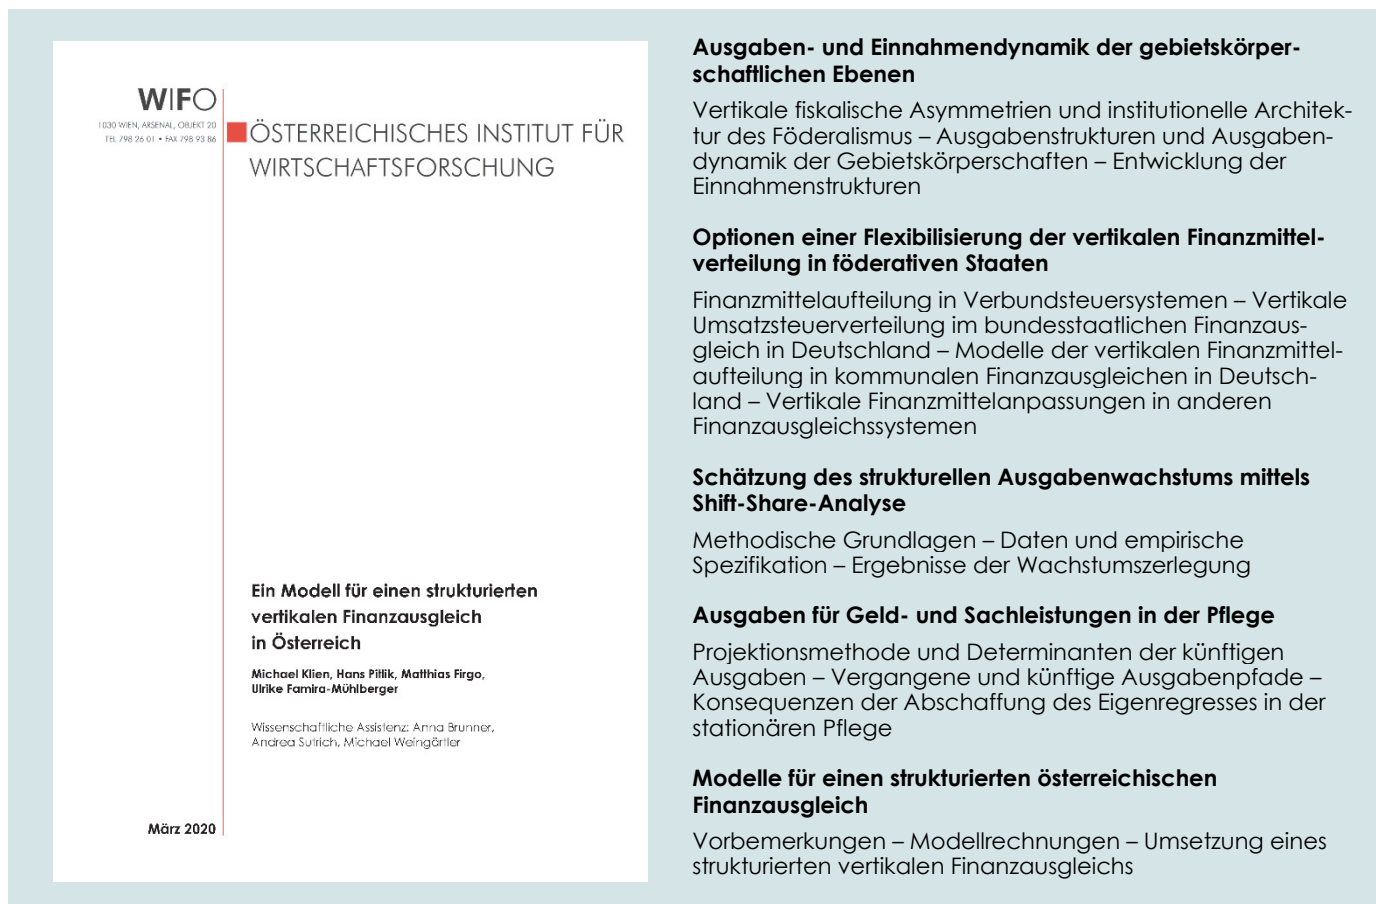 WIFO
1030 WIEN, ARSENAL, OBJEKT 20
TEL. 798 26 01 • FAX 798 93 86
ÖSTERREICHISCHES INSTITUT FÜR
WIRTSCHAFTSFORSCHUNG
Ein Modell für einen strukturierten
vertikalen Finanzausgleich
in Österreich
Michael Klien, Hans Pitlik, Matthias Firgo,
Ulrike Famira-Mühlberger
Wissenschaftliche Assistenz: Anna Brunner,
Andrea Sutrich, Michael Weingärtler
März 2020
Ausgaben- und Einnahmendynamik der gebietskörper-
schaftlichen Ebenen
Vertikale fiskalische Asymmetrien und institutionelle Architek-
tur des Föderalismus – Ausgabenstrukturen und Ausgaben-
dynamik der Gebietskörperschaften – Entwicklung der
Einnahmenstrukturen
Optionen einer Flexibilisierung der vertikalen Finanzmittel-
verteilung in föderativen Staaten
Finanzmittelaufteilung in Verbundsteuersystemen – Vertikale
Umsatzsteuerverteilung im bundesstaatlichen Finanzaus-
gleich in Deutschland – Modelle der vertikalen Finanzmittel-
aufteilung in kommunalen Finanzausgleichen in Deutsch-
land – Vertikale Finanzmittelanpassungen in anderen
Finanzausgleichssystemen
Schätzung des strukturellen Ausgabenwachstums mittels
Shift-Share-Analyse
Methodische Grundlagen – Daten und empirische
Spezifikation – Ergebnisse der Wachstumszerlegung
Ausgaben für Geld- und Sachleistungen in der Pflege
Projektionsmethode und Determinanten der künftigen
Ausgaben – Vergangene und künftige Ausgabenpfade –
Konsequenzen der Abschaffung des Eigenregresses in der
stationären Pflege
Modelle für einen strukturierten österreichischen
Finanzausgleich
Vorbemerkungen – Modellrechnungen – Umsetzung eines
strukturierten vertikalen Finanzausgleichs